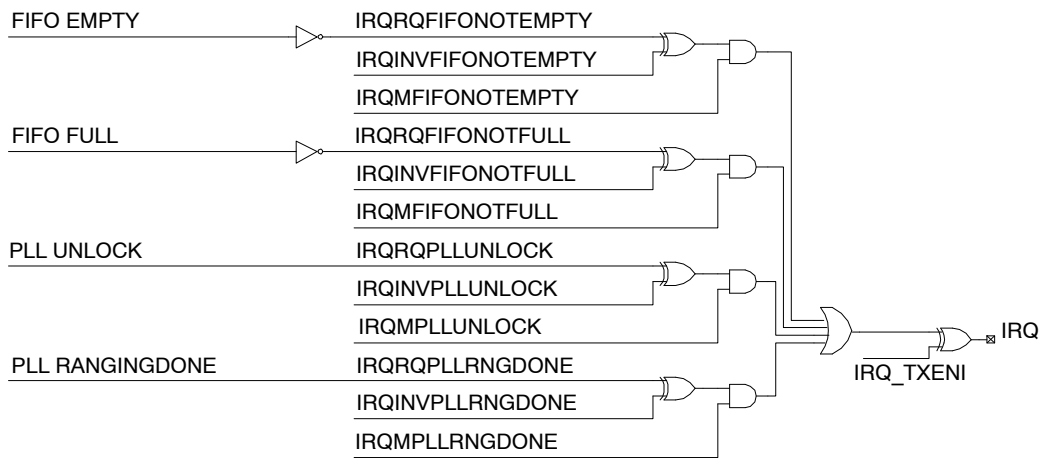 FIFO EMPTY
IRQRQFIFONOTEMPTY
IRQINVFIFONOTEMPTY
IRQMFIFONOTEMPTY
FIFO FULL
IRQRQFIFONOTFULL
IRQINVFIFONOTFULL
IRQMFIFONOTFULL
PLL UNLOCK
IRQRQPLLUNLOCK
IRQINVPLLUNLOCK
IRQMPLLUNLOCK
IRQ
PLL RANGINGDONE
IRQRQPLLRNGDONE
IRQ_TXENI
IRQINVPLLRNGDONE
IRQMPLLRNGDONE